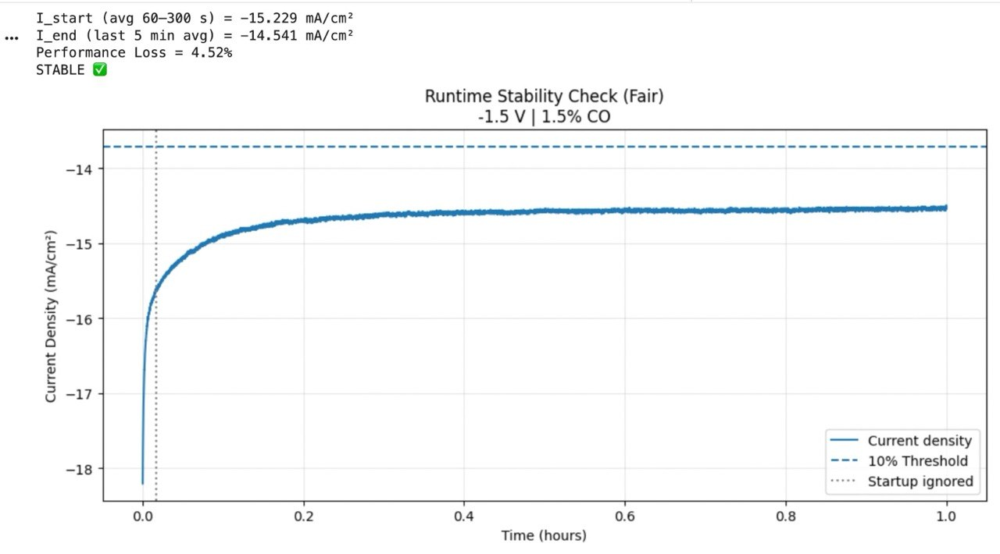 I_start (avg 60–300 s) = -15.229 mA/cm²
... I_end (last 5 min avg) = -14.541 mA/cm²
Performance Loss = 4.52%
STABLE ✅
Runtime Stability Check (Fair)
-1.5 V | 1.5% CO
Current Density (mA/cm²)
−14
−15
−16
−17
−18
Current density
10% Threshold
Startup ignored
0.0 0.2 0.4 0.6 0.8 1.0
Time (hours)